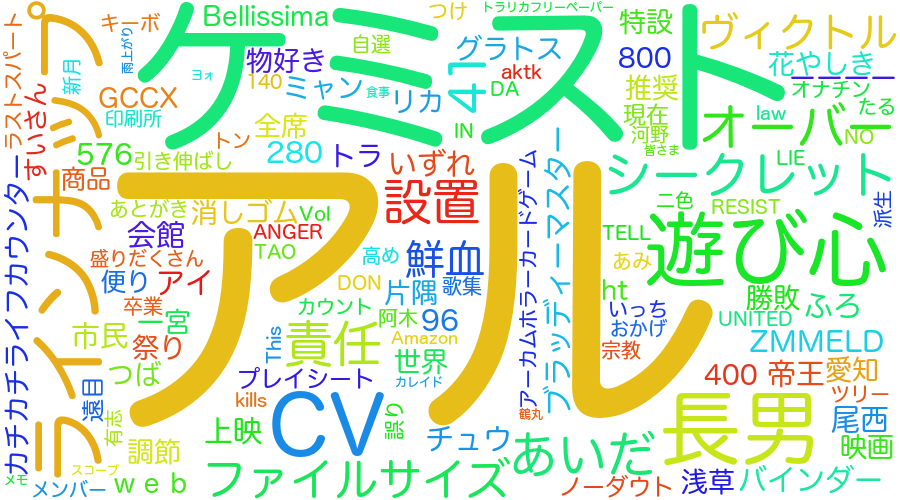 トラリカフリーペーパー
つけ
Bellissima
キーボ
特設
ヴィクトル
ケミスト
雨上がり
自選
グラトス
800
花やしき
物好き
ラインナップ
ラストスパート
新月
ヨォ
140
ミャン
食事
リカ
41
aktk
DA
推奨
オナチン
ーーーー
GCCX
印刷所
全席
IN
現在
law
たる
オーバー
すいさん
トン
河野
NO
576
引き伸ばし
280
トラ
いずれ
皆さま
LIE
シークレット
商品
アル
設置
二色
RESIST
派生
あとがき
消しゴム
Vol
会館
ANGER
TELL
遊び心
盛りだくさん
TAO
高め
鮮血
あみ
カチカチライフカウンター
便り
アイ
DON
片隅
歌集
アーカムホラーカードゲーム
ブラッディーマスター
ht
勝敗
ふろ
卒業
一宮
カウント
阿木
96
いっち
おかげ
UNITED
市民
祭り
責任
Amazon
宗教
ZMMELD
This
世界
つば
プレイシート
カレイド
400
帝王
愛知
遠目
kills
CV
鶴丸
長男
ツリー
有志
誤り
尾西
調節
上映
チュウ
あいだ
映画
スコープ
メモ
メンバー
ｗｅｂ
ファイルサイズ
ノーダウト
浅草
バインダー